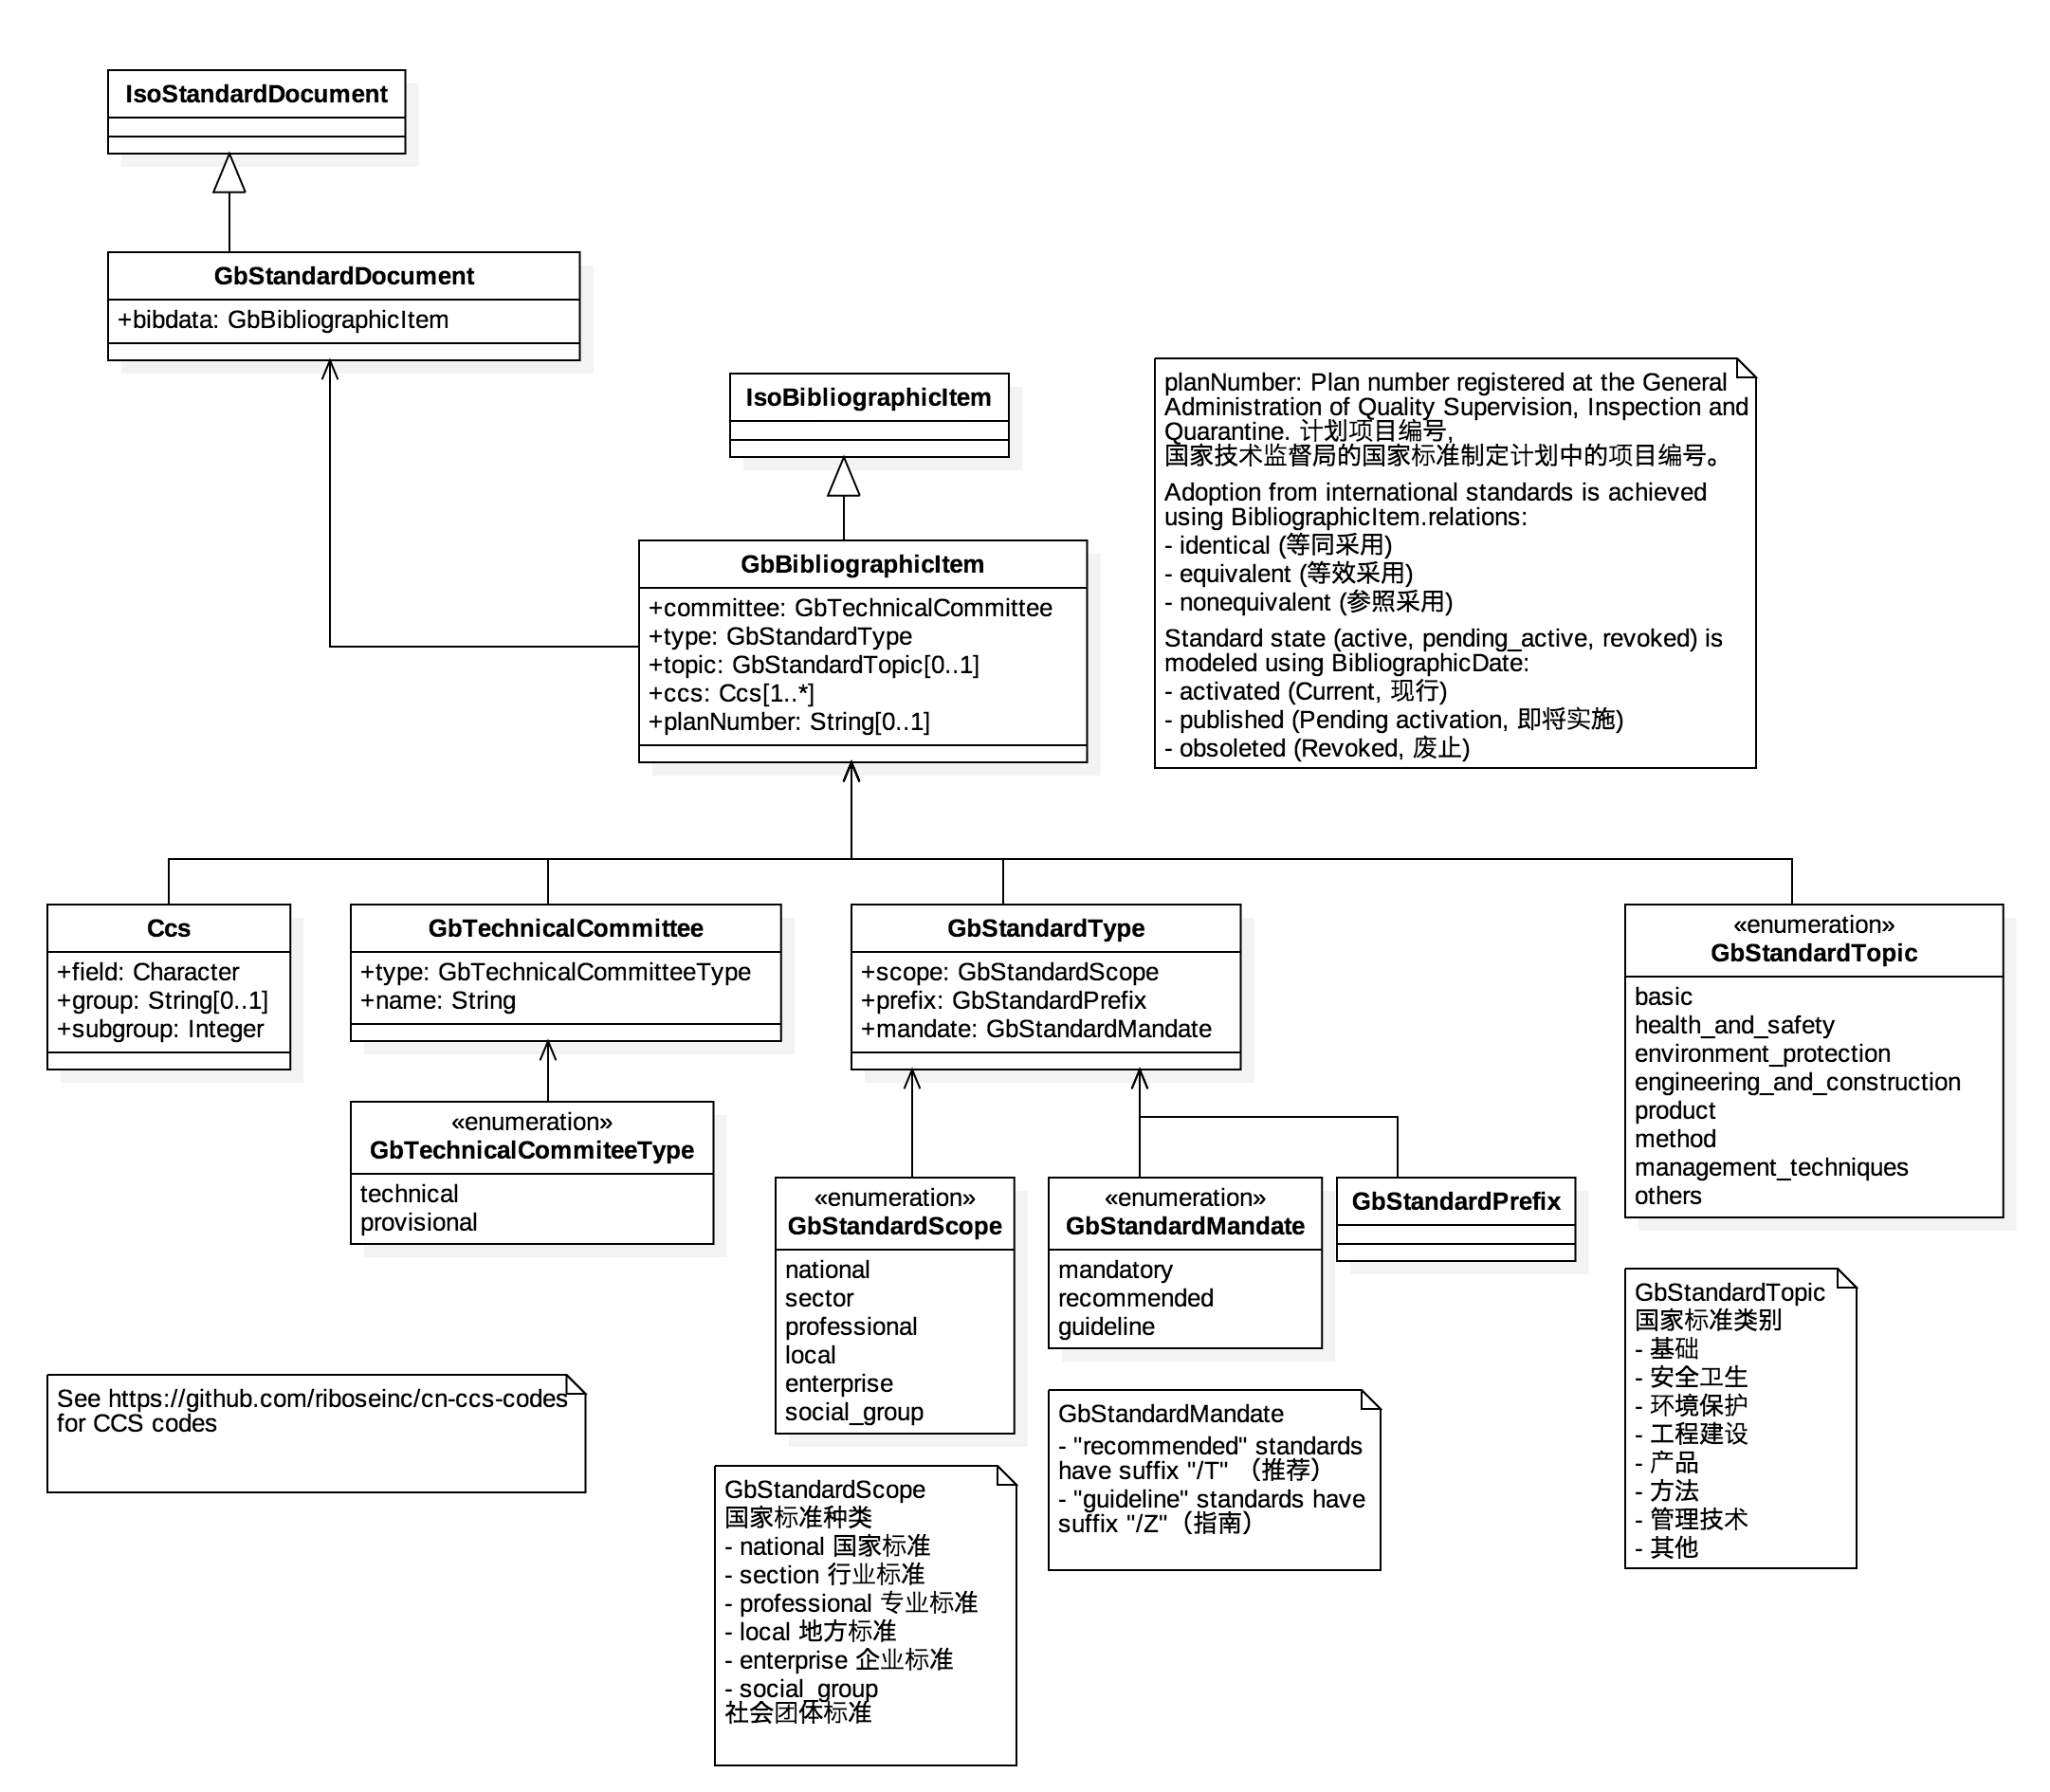 IsoStandardDocument
GbStandardDocument
+bibdata: GbBibliographicItem
IsoBibliographicItem
GbBibliographicItem
+committee: GbTechnicalCommittee
+type: GbStandardType
+topic: GbStandardTopic[0..1]
+ccs: Ccs[1..*]
+planNumber: String[0..1]
planNumber: Plan number registered at the General
Administration of Quality Supervision, Inspection and
Quarantine. 计划项目编号,
国家技术监督局的国家标准制定计划中的项目编号。
Adoption from international standards is achieved
using BibliographicItem.relations:
- identical (等同采用)
- equivalent (等效采用)
- nonequivalent (参照采用)
Standard state (active, pending_active, revoked) is
modeled using BibliographicDate:
- activated (Current, 现行)
- published (Pending activation, 即将实施)
- obsoleted (Revoked, 废止)
Ccs
+field: Character
+group: String[0..1]
+subgroup: Integer
GbTechnicalCommittee
+type: GbTechnicalCommitteeType
+name: String
GbStandardType
+scope: GbStandardScope
+prefix: GbStandardPrefix
+mandate: GbStandardMandate
«enumeration»
GbStandardTopic
basic
health_and_safety
environment_protection
engineering_and_construction
product
method
management_techniques
others
«enumeration»
GbTechnicalCommiteeType
technical
provisional
«enumeration»
GbStandardScope
national
sector
professional
local
enterprise
social_group
«enumeration»
GbStandardMandate
mandatory
recommended
guideline
GbStandardPrefix
See https://github.com/riboseinc/cn-ccs-codes
for CCS codes
GbStandardScope
国家标准种类
- national 国家标准
- section 行业标准
- professional 专业标准
- local 地方标准
- enterprise 企业标准
- social_group
社会团体标准
GbStandardMandate
- "recommended" standards
have suffix "/T" （推荐）
- "guideline" standards have
suffix "/Z"（指南）
GbStandardTopic
国家标准类别
- 基础
- 安全卫生
- 环境保护
- 工程建设
- 产品
- 方法
- 管理技术
- 其他